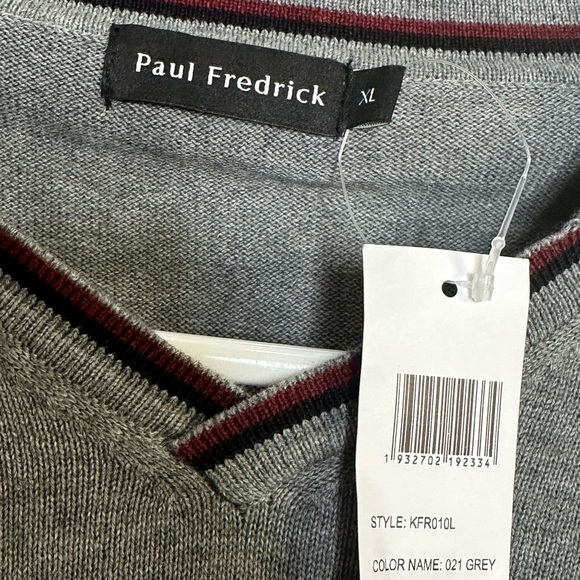 Paul Fredrick
XL
1 932702 192334
STYLE: KFR010L
COLOR NAME: 021 GREY